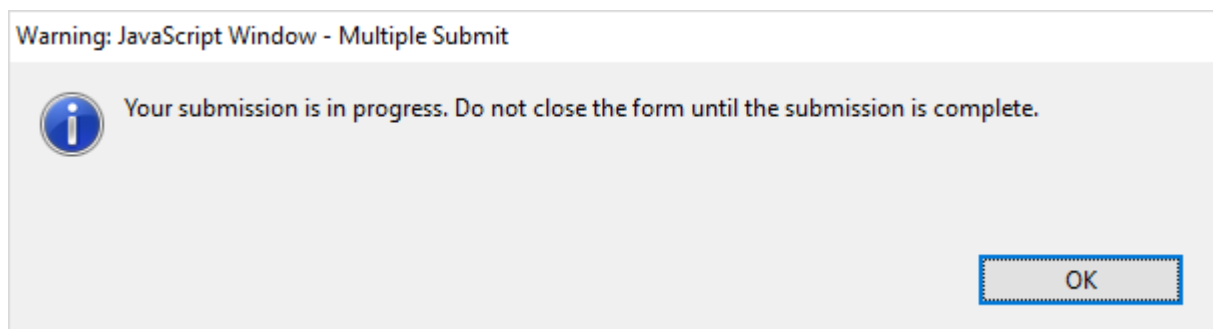 Warning: JavaScript Window - Multiple Submit
Your submission is in progress. Do not close the form until the submission is complete.
OK